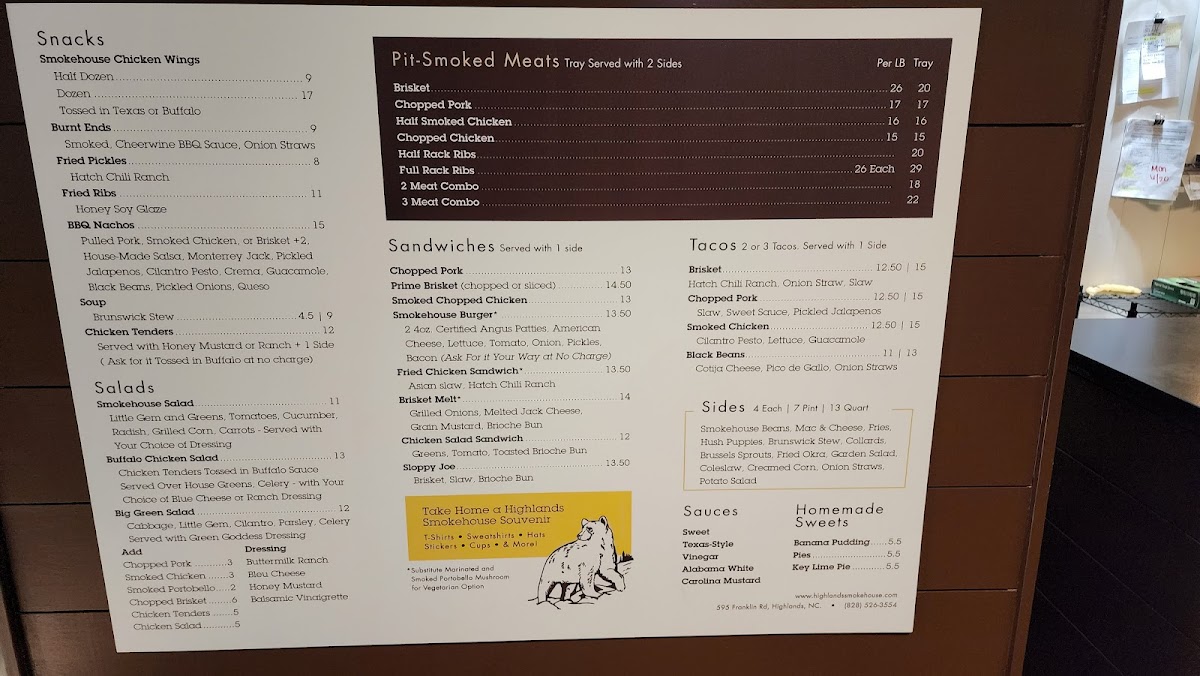 Snacks
Smokehouse Chicken Wings
Half Dozen 9
Dozen 17
Tossed in Texas or Buffalo
Burnt Ends 9
Smoked, Cheerwine BBQ Sauce, Onion Straws
Fried Pickles 8
Hatch Chili Ranch
Fried Ribs 11
Honey Soy Glaze
BBQ Nachos 15
Pulled Pork, Smoked Chicken, or Brisket +2,
House-Made Salsa, Monterrey Jack, Pickled
Jalapenos, Cilantro Pesto, Crema, Guacamole,
Black Beans, Pickled Onions, Queso
Soup
Brunswick Stew 4.5 | 9
Chicken Tenders 12
Served with Honey Mustard or Ranch + 1 Side
( Ask for it Tossed in Buffalo at no charge)
Salads
Smokehouse Salad 11
Little Gem and Greens, Tomatoes, Cucumber,
Radish, Grilled Corn, Carrots - Served with
Your Choice of Dressing
Buffalo Chicken Salad 13
Chicken Tenders Tossed in Buffalo Sauce
Served Over House Greens, Celery - with Your
Choice of Blue Cheese or Ranch Dressing
Big Green Salad 12
Cabbage, Little Gem, Cilantro, Parsley, Celery
Served with Green Goddess Dressing
Add
Chopped Pork 3
Smoked Chicken 3
Smoked Portobello 2
Chopped Brisket 6
Chicken Tenders 5
Chicken Salad 5
Dressing
Buttermilk Ranch
Bleu Cheese
Honey Mustard
Balsamic Vinaigrette
Pit-Smoked Meats Tray Served with 2 Sides Per LB Tray
Brisket 26 20
Chopped Pork 17 17
Half Smoked Chicken 16 16
Chopped Chicken 15 15
Half Rack Ribs 20
Full Rack Ribs 26 Each 29
2 Meat Combo 18
3 Meat Combo 22
Sandwiches Served with 1 side
Chopped Pork 13
Prime Brisket (chopped or sliced) 14.50
Smoked Chopped Chicken 13
Smokehouse Burger* 13.50
2 4oz. Certified Angus Patties, American
Cheese, Lettuce, Tomato, Onion, Pickles,
Bacon (Ask For it Your Way at No Charge)
Fried Chicken Sandwich* 13.50
Asian slaw, Hatch Chili Ranch
Brisket Melt* 14
Grilled Onions, Melted Jack Cheese,
Grain Mustard, Brioche Bun
Chicken Salad Sandwich 12
Greens, Tomato, Toasted Brioche Bun
Sloppy Joe 13.50
Brisket, Slaw, Brioche Bun
Take Home a Highlands
Smokehouse Souvenir
T-Shirts • Sweatshirts • Hats
Stickers • Cups • & More!
*Substitute Marinated and
Smoked Portobello Mushroom
for Vegetarian Option
Tacos 2 or 3 Tacos. Served with 1 Side
Brisket 12.50 | 15
Hatch Chili Ranch, Onion Straw, Slaw
Chopped Pork 12.50 | 15
Slaw, Sweet Sauce, Pickled Jalapenos
Smoked Chicken 12.50 | 15
Cilantro Pesto, Lettuce, Guacamole
Black Beans 11 | 13
Cotija Cheese, Pico de Gallo, Onion Straws
Sides 4 Each | 7 Pint | 13 Quart
Smokehouse Beans, Mac & Cheese, Fries,
Hush Puppies, Brunswick Stew, Collards,
Brussels Sprouts, Fried Okra, Garden Salad,
Coleslaw, Creamed Corn, Onion Straws,
Potato Salad
Sauces
Sweet
Texas-Style
Vinegar
Alabama White
Carolina Mustard
Homemade
Sweets
Banana Pudding 5.5
Pies 5.5
Key Lime Pie 5.5
www.highlandssmokehouse.com
595 Franklin Rd, Highlands, NC. • (828) 526-3554
Mon